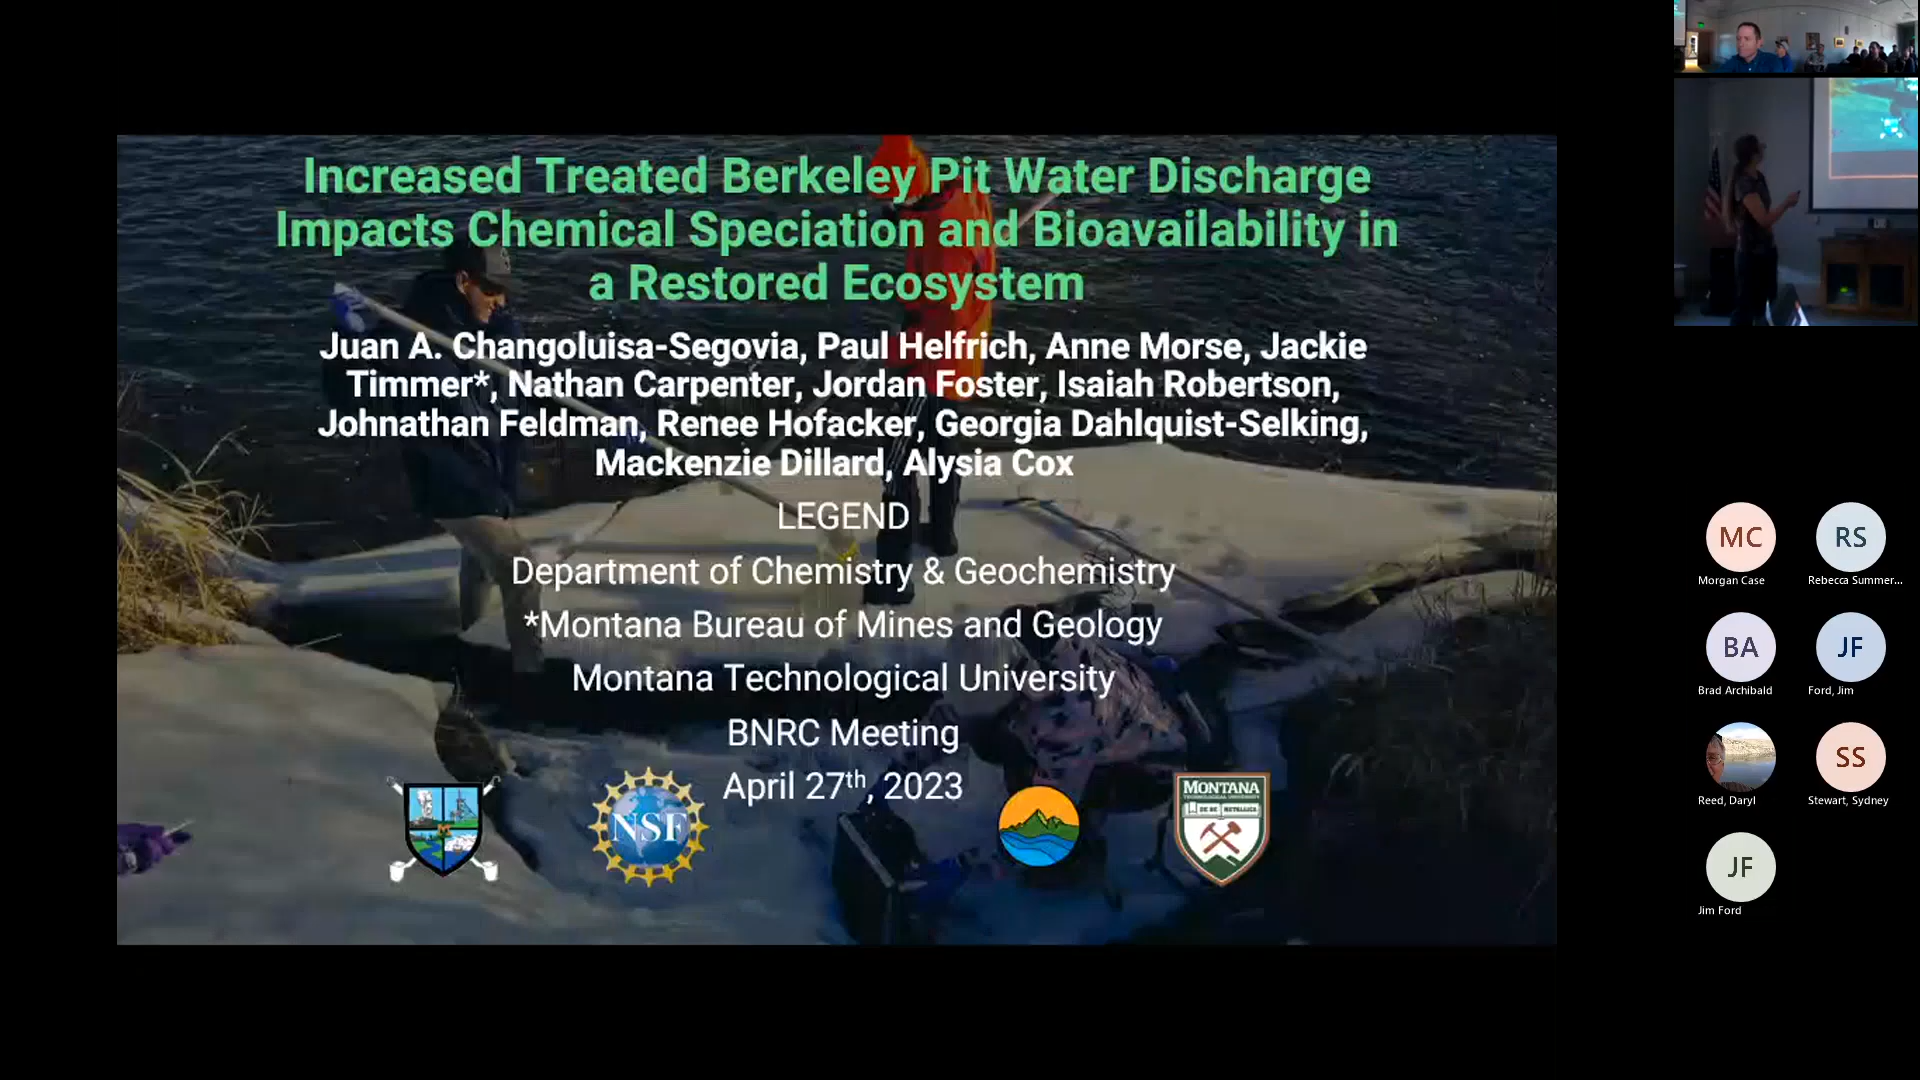 Increased Treated Berkeley Pit Water Discharge
Impacts Chemical Speciation and Bioavailability in
a Restored Ecosystem
Juan A. Changoluisa-Segovia, Paul Helfrich, Anne Morse, Jackie
Timmer*, Nathan Carpenter, Jordan Foster, Isaiah Robertson,
Johnathan Feldman, Renee Hofacker, Georgia Dahlquist-Selking,
Mackenzie Dillard, Alysia Cox
LEGEND
Department of Chemistry & Geochemistry
*Montana Bureau of Mines and Geology
Montana Technological University
BNRC Meeting
April 27th, 2023
NSF
MONTANA
DE RE METALLICA
MC
Morgan Case
RS
Rebecca Summer...
BA
Brad Archibald
JF
Ford, Jim
Reed, Daryl
SS
Stewart, Sydney
JF
Jim Ford